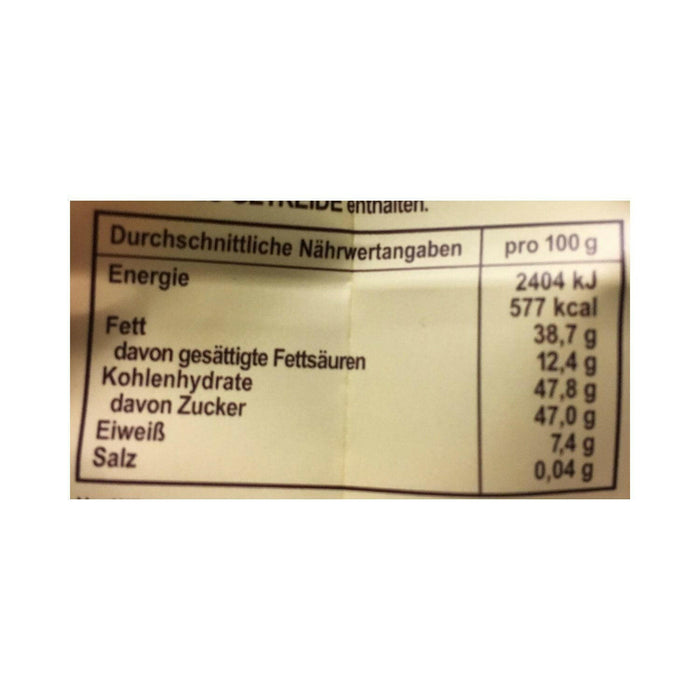 GETREIDE enthalten.
Durchschnittliche Nährwertangaben pro 100 g
Energie 2404 kJ
577 kcal
Fett 38,7 g
davon gesättigte Fettsäuren 12,4 g
Kohlenhydrate 47,8 g
davon Zucker 47,0 g
Eiweiß 7,4 g
Salz 0,04 g